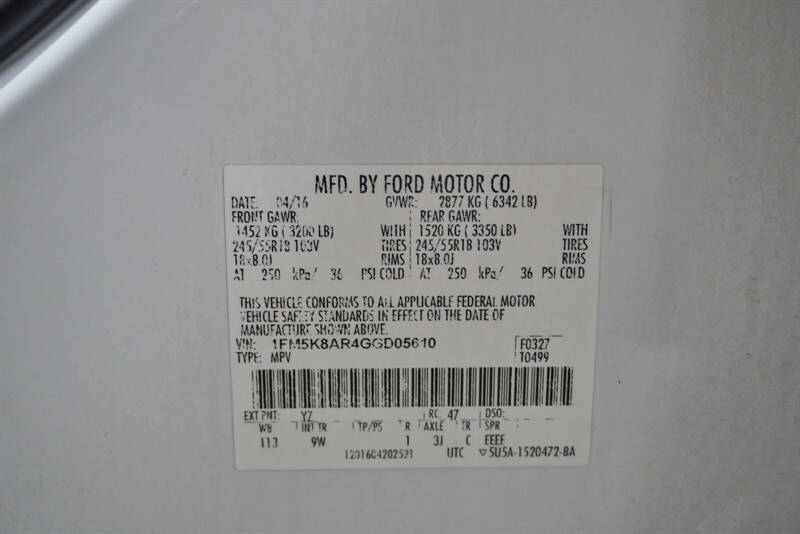 MFD. BY FORD MOTOR CO.
DATE: 04/16 GVWR: 2877 KG ( 6342 LB)
FRONT GAWR: REAR GAWR:
1452 KG ( 3200 LB) WITH 1520 KG ( 3350 LB) WITH
245/55R18 103V TIRES 245/55R18 103V TIRES
18x8.0J RIMS 18x8.0J RIMS
AT 250 kPa/ 36 PSI COLD AT 250 kPa/ 36 PSI COLD
THIS VEHICLE CONFORMS TO ALL APPLICABLE FEDERAL MOTOR
VEHICLE SAFETY STANDARDS IN EFFECT ON THE DATE OF
MANUFACTURE SHOWN ABOVE.
VIN: 1FM5K8AR4GGD05610 F0327
TYPE: MPV T0499
EXT PNT: YZ RC: 47 DSO:
WB INT TR TP/PS R AXLE TR SPR
113 9W 1 3J C EEEE
1201604202521 UTC ▽5U5A-1520472-BA